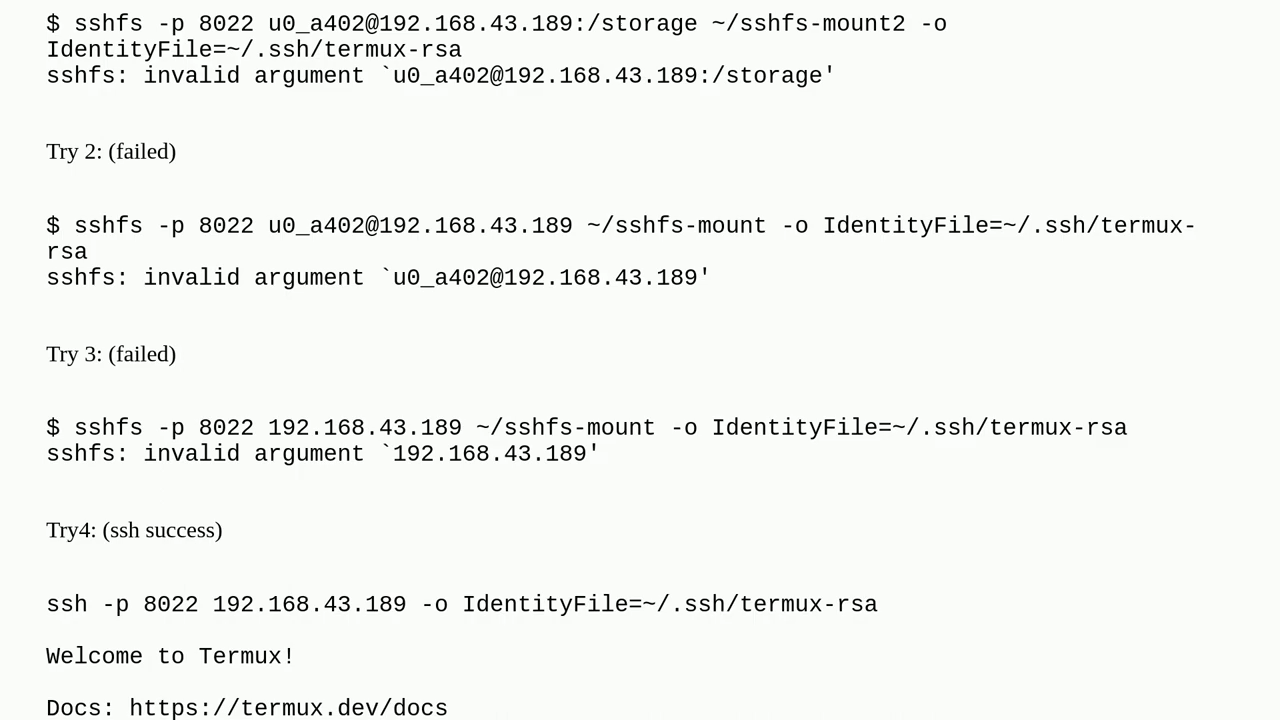 $ sshfs -p 8022 u0_a402@192.168.43.189:/storage ~/sshfs-mount2 -o
IdentityFile=~/.ssh/termux-rsa
sshfs: invalid argument `u0_a402@192.168.43.189:/storage'
Try 2: (failed)
$ sshfs -p 8022 u0_a402@192.168.43.189 ~/sshfs-mount -o IdentityFile=~/.ssh/termux-
rsa
sshfs: invalid argument `u0_a402@192.168.43.189'
Try 3: (failed)
$ sshfs -p 8022 192.168.43.189 ~/sshfs-mount -o IdentityFile=~/.ssh/termux-rsa
sshfs: invalid argument `192.168.43.189'
Try4: (ssh success)
ssh -p 8022 192.168.43.189 -o IdentityFile=~/.ssh/termux-rsa
Welcome to Termux!
Docs: https://termux.dev/docs